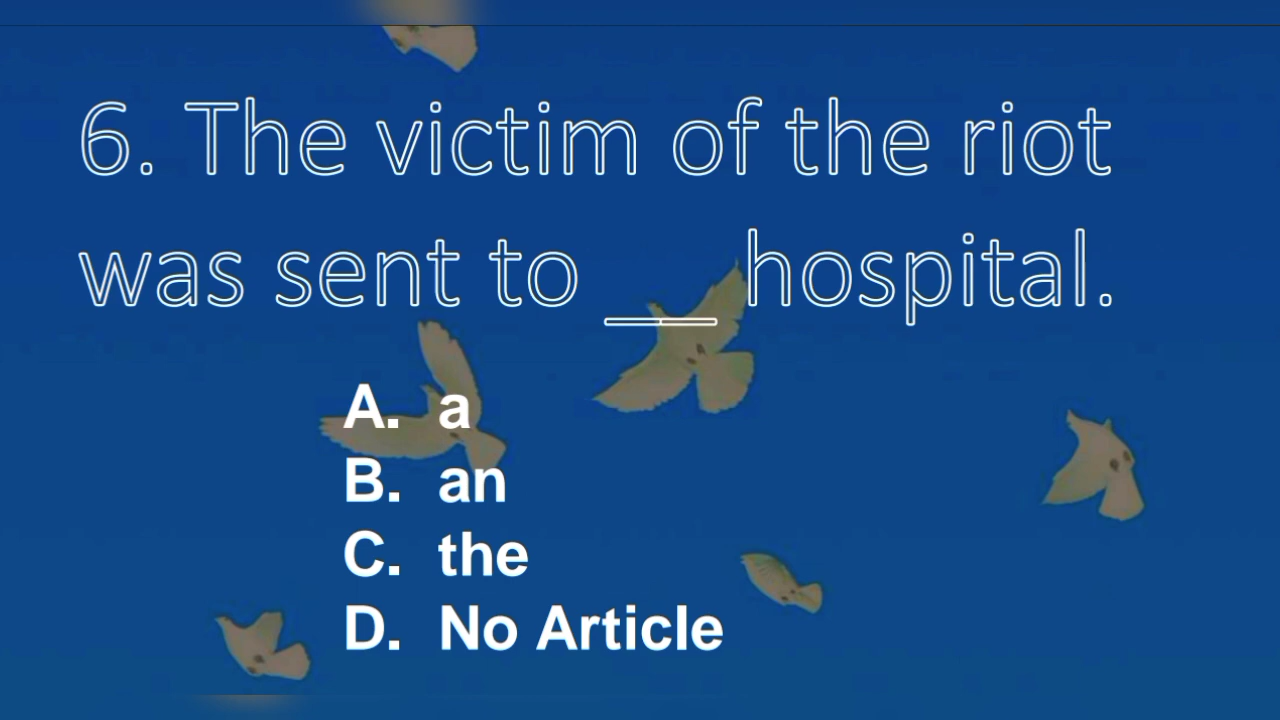 6. The victim of the riot
was sent to ___ hospital.
A. a
B. an
C. the
D. No Article